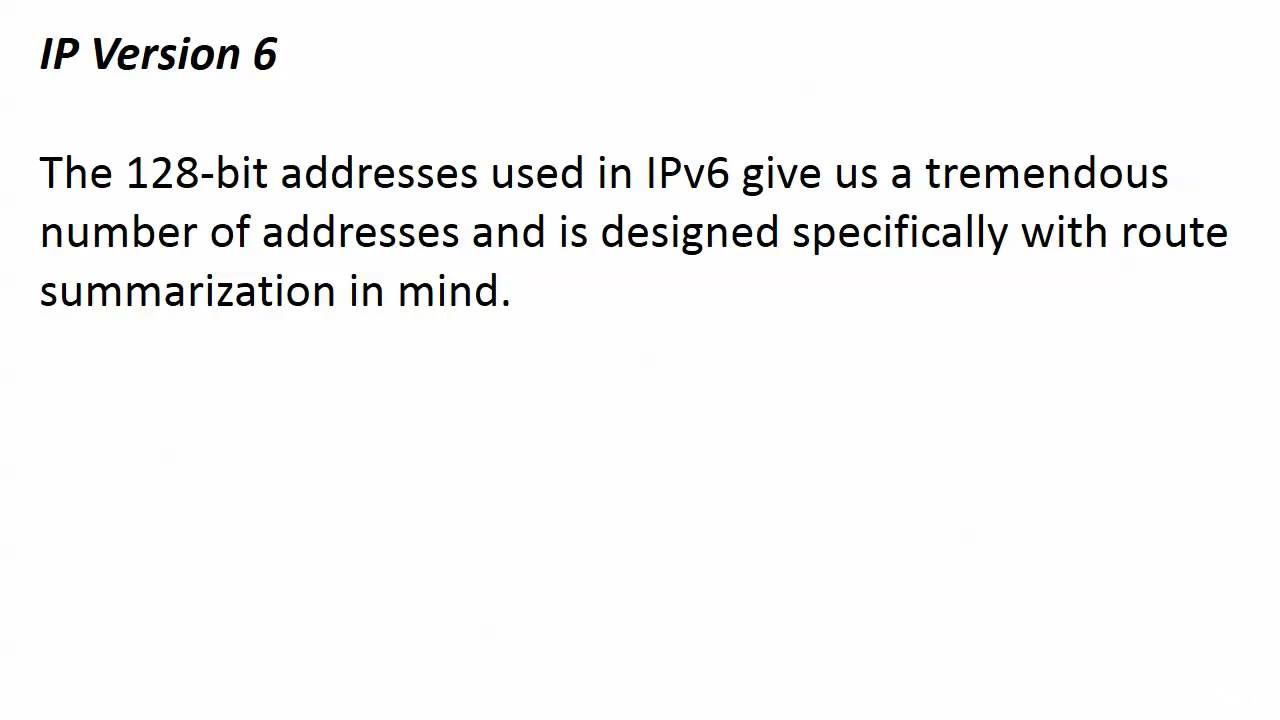 IP Version 6
The 128-bit addresses used in IPv6 give us a tremendous
number of addresses and is designed specifically with route
summarization in mind.